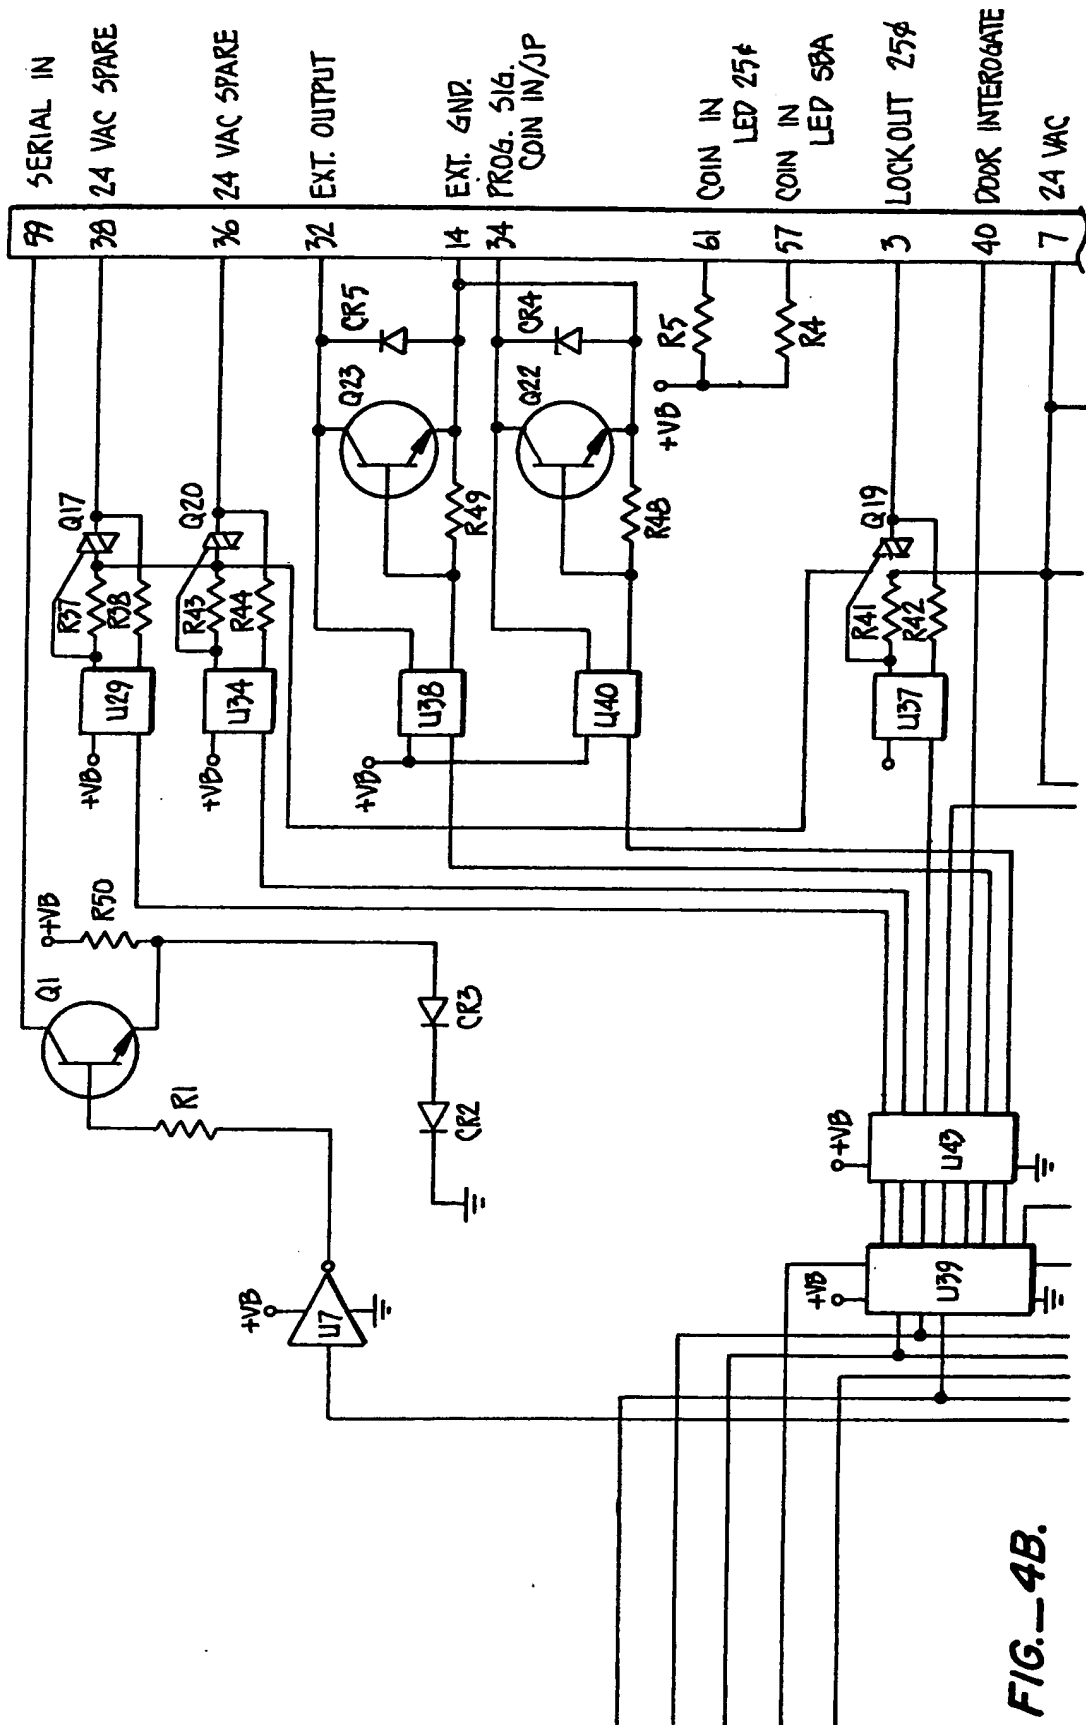 59 SERIAL IN
38 24 VAC SPARE
36 24 VAC SPARE
32 EXT. OUTPUT
14 EXT. GND.
34 PROG. SIG.
COIN IN/JP
61 COIN IN
LED 25¢
57 COIN IN
LED SBA
3 LOCKOUT 25¢
40 DOOR INTEROGATE
7 24 VAC
CR5
CR4
R5
R4
Q23
Q22
+VB
Q17
Q20
R49
R48
Q19
R37
R38
R43
R44
R41
R42
U29
U34
U38
U40
U37
+VB
+VB
+VB
+VB
R50
Q1
CR3
R1
CR2
+VB
U43
+VB
U7
+VB
U39
FIG._4B.